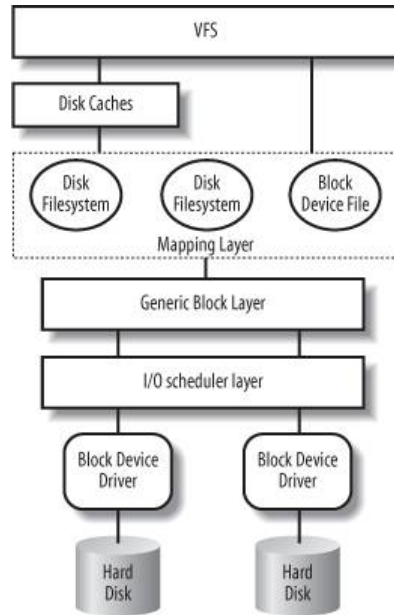 VFS
Disk Caches
Disk
Filesystem
Disk
Filesystem
Block
Device File
Mapping Layer
Generic Block Layer
I/O scheduler layer
Block Device
Driver
Block Device
Driver
Hard
Disk
Hard
Disk